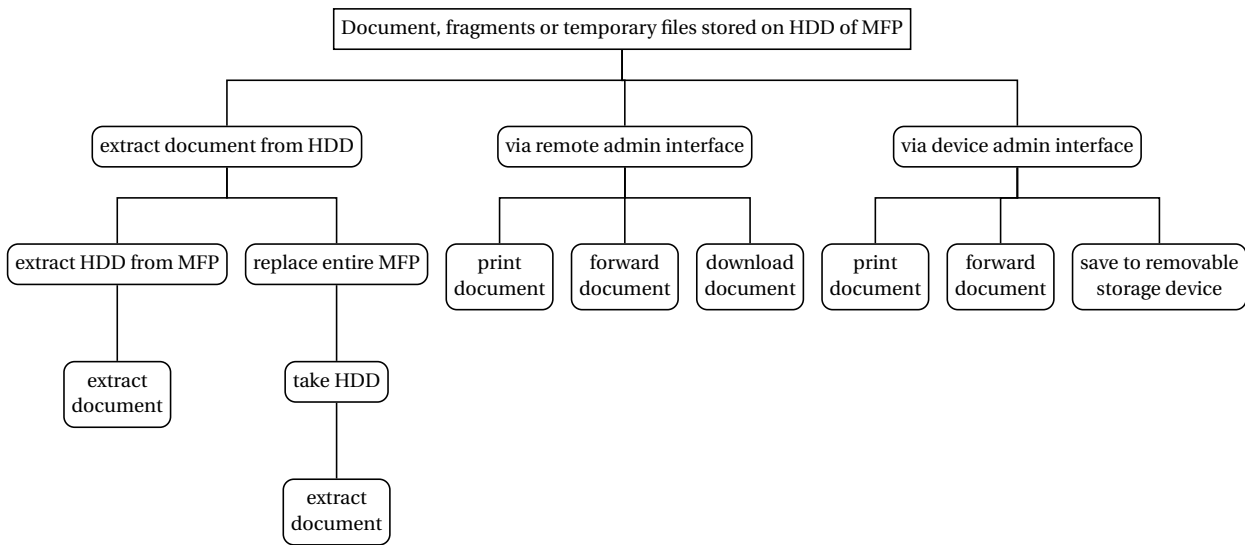 Document, fragments or temporary files stored on HDD of MFP
extract document from HDD
via remote admin interface
via device admin interface
extract HDD from MFP
replace entire MFP
print
document
forward
document
download
document
print
document
forward
document
save to removable
storage device
extract
document
take HDD
extract
document